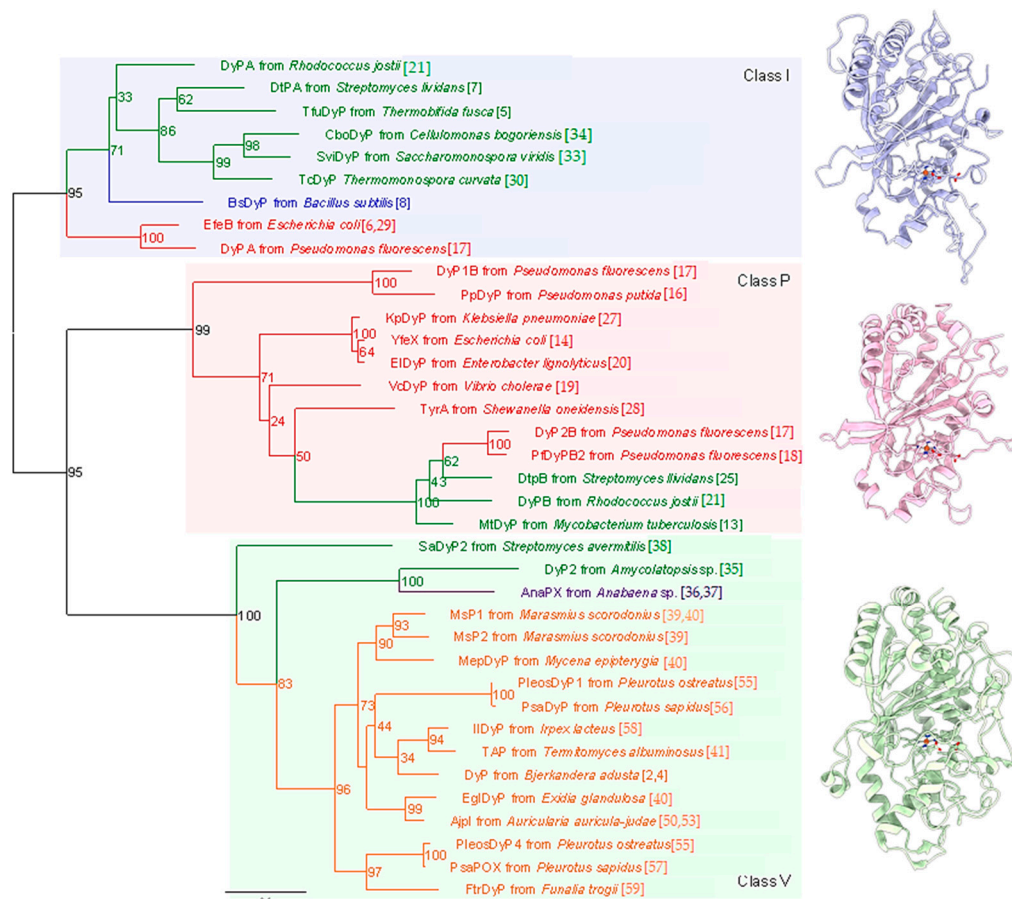 Class I
DyPA from Rhodococcus jostii [21]
33
DtPA from Streptomyces lividans [7]
62
TfuDyP from Thermobifida fusca [5]
86
CboDyP from Cellulomonas bogoriensis [34]
98
SviDyP from Saccharomonospora viridis [33]
71
99
TcDyP Thermomonospora curvata [30]
95
BsDyP from Bacillus subtilis [8]
EfeB from Escherichia coli [6,29]
100
DyPA from Pseudomonas fluorescens [17]
Class P
DyP1B from Pseudomonas fluorescens [17]
100
PpDyP from Pseudomonas putida [16]
KpDyP from Klebsiella pneumoniae [27]
99
100
YfeX from Escherichia coli [14]
64
ElDyP from Enterobacter lignolyticus [20]
71
VcDyP from Vibrio cholerae [19]
TyrA from Shewanella oneidensis [28]
24
DyP2B from Pseudomonas fluorescens [17]
100
50
PfDyPB2 from Pseudomonas fluorescens [18]
62
95
DtpB from Streptomyces llividans [25]
43
DyPB from Rhodococcus jostii [21]
100
MtDyP from Mycobacterium tuberculosis [13]
SaDyP2 from Streptomyces avermitilis [38]
DyP2 from Amycolatopsis sp. [35]
100
AnaPX from Anabaena sp. [36,37]
100
MsP1 from Marasmius scorodonius [39,40]
93
MsP2 from Marasmius scorodonius [39]
90
MepDyP from Mycena epipterygia [40]
83
PleosDyP1 from Pleurotus ostreatus [55]
100
73
PsaDyP from Pleurotus sapidus [56]
44
IlDyP from Irpex lacteus [58]
94
TAP from Termitomyces albuminosus [41]
34
DyP from Bjerkandera adusta [2,4]
96
EglDyP from Exidia glandulosa [40]
99
AjpI from Auricularia auricula-judae [50,53]
PleosDyP4 from Pleurotus ostreatus [55]
100
PsaPOX from Pleurotus sapidus [57]
97
Class V
FtrDyP from Funalia trogii [59]